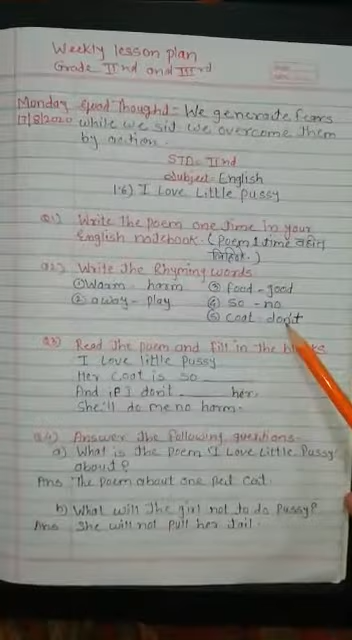 Weekly lesson plan
Grade IInd and IIIrd
Monday Good Thought - We generate fears
17/8/2020 while we sit we overcome them
by action.
STD- IInd
Subject- English
1.6) I Love Little Pussy
Q1) Write the poem one time in your
English notebook. (Poem 1 time वहीत
लिहिणे.)
Q2) Write the Rhyming words
① Warm - harm ③ food - good
② away - play ④ so - no
⑤ coat - don't
Q3) Read the poem and fill in the blanks
I Love little pussy
Her Coat is so ____
And if I don't ____ her,
She'll do me no harm.
Q.4) Answer the following questions-
a) What is the Poem 'I Love Little Pussy'
about?
Ans The poem about one Pet Cat.
b) What will the girl not to do Pussy?
Ans She will not pull her tail.